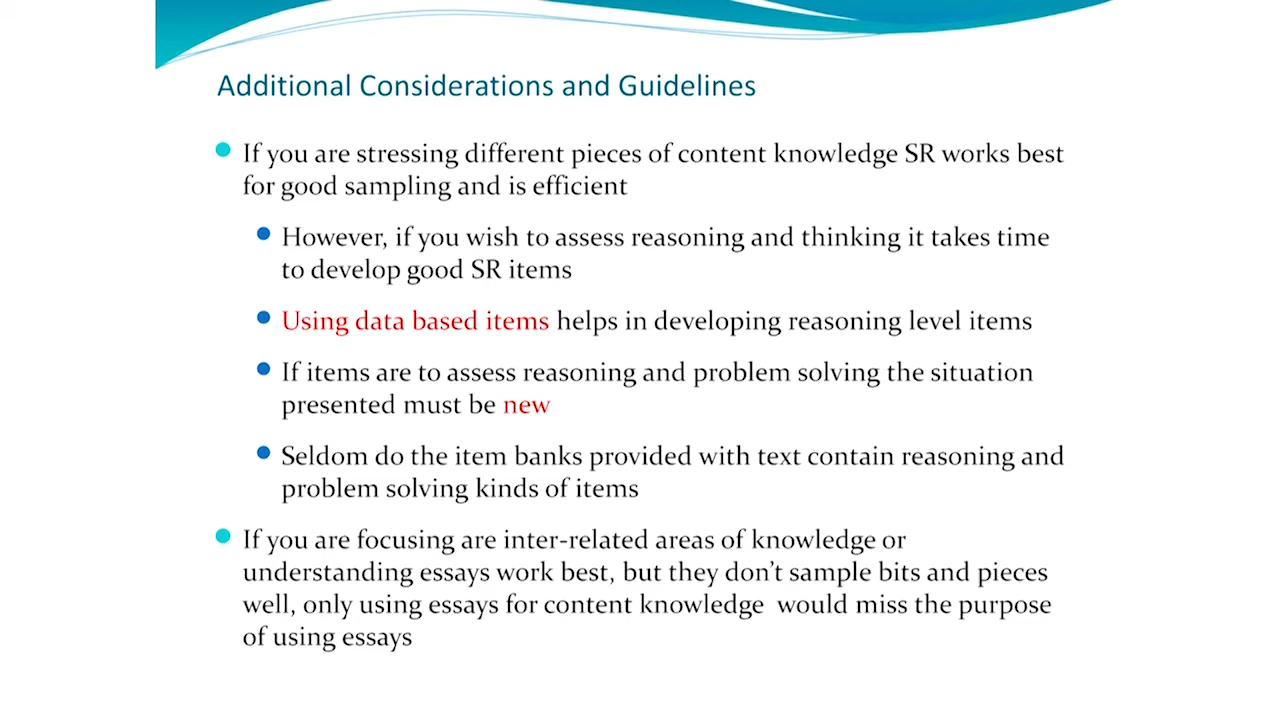 Additional Considerations and Guidelines
If you are stressing different pieces of content knowledge SR works best
for good sampling and is efficient
However, if you wish to assess reasoning and thinking it takes time
to develop good SR items
Using data based items helps in developing reasoning level items
If items are to assess reasoning and problem solving the situation
presented must be new
Seldom do the item banks provided with text contain reasoning and
problem solving kinds of items
If you are focusing are inter-related areas of knowledge or
understanding essays work best, but they don't sample bits and pieces
well, only using essays for content knowledge would miss the purpose
of using essays